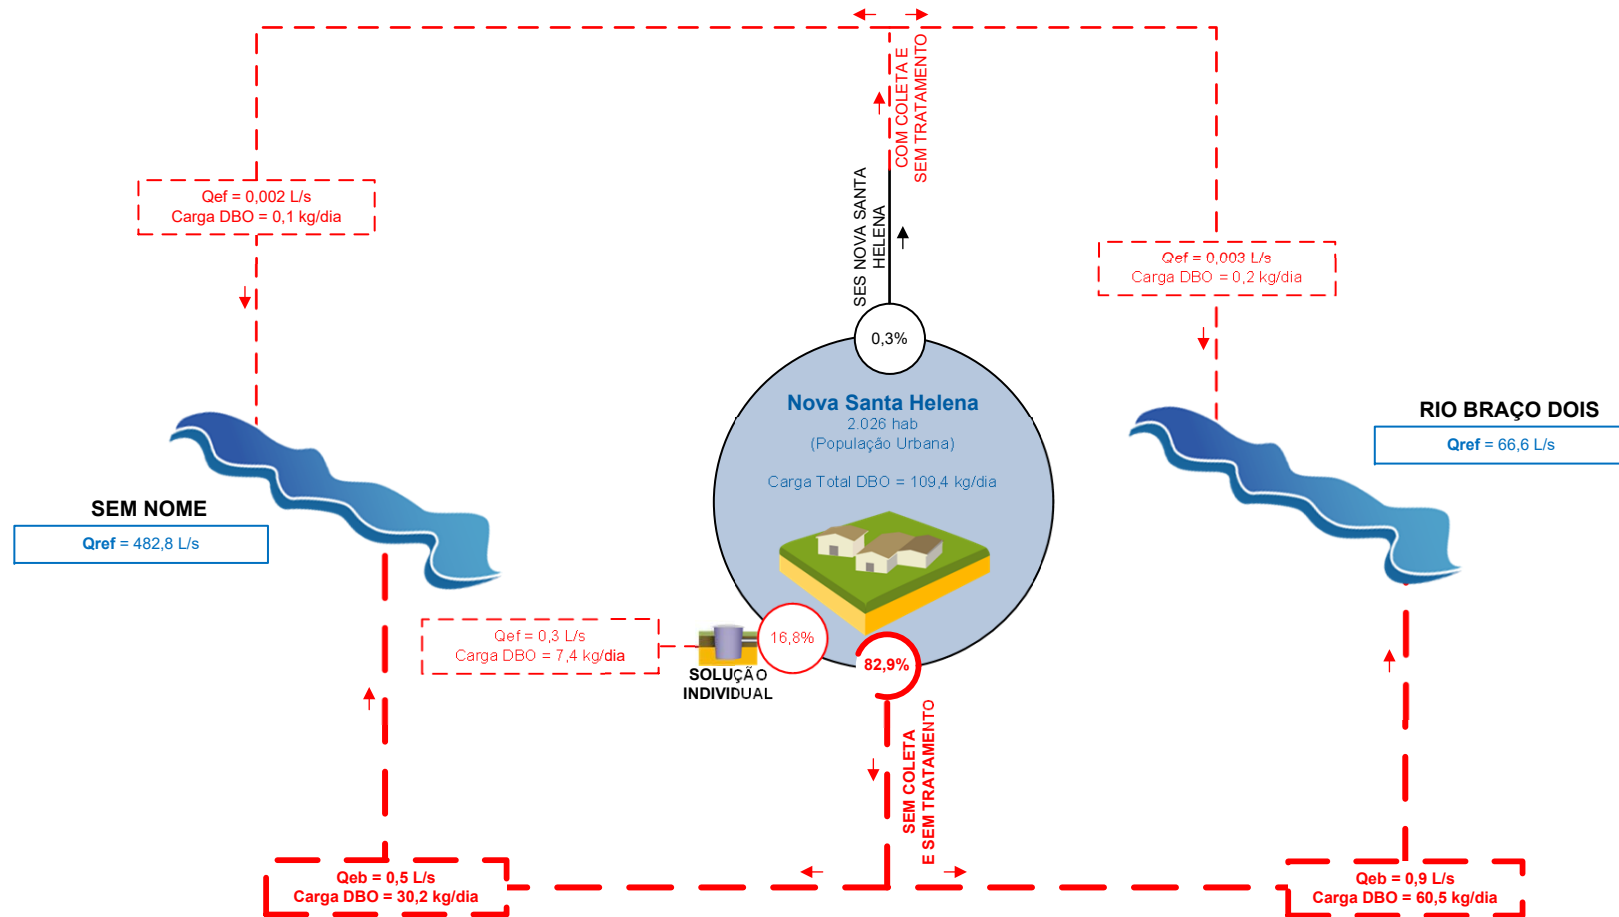 COM COLETA E
SEM TRATAMENTO
Qef = 0,002 L/s
Carga DBO = 0,1 kg/dia
SES NOVA SANTA
HELENA
Qef = 0,003 L/s
Carga DBO = 0,2 kg/dia
0,3%
Nova Santa Helena
2.026 hab
(População Urbana)
Carga Total DBO = 109,4 kg/dia
RIO BRAÇO DOIS
Qref = 66,6 L/s
SEM NOME
Qref = 482,8 L/s
Qef = 0,3 L/s
Carga DBO = 7,4 kg/dia
16,8%
SOLUÇÃO
INDIVIDUAL
82,9%
SEM COLETA
E SEM TRATAMENTO
Qeb = 0,5 L/s
Carga DBO = 30,2 kg/dia
Qeb = 0,9 L/s
Carga DBO = 60,5 kg/dia